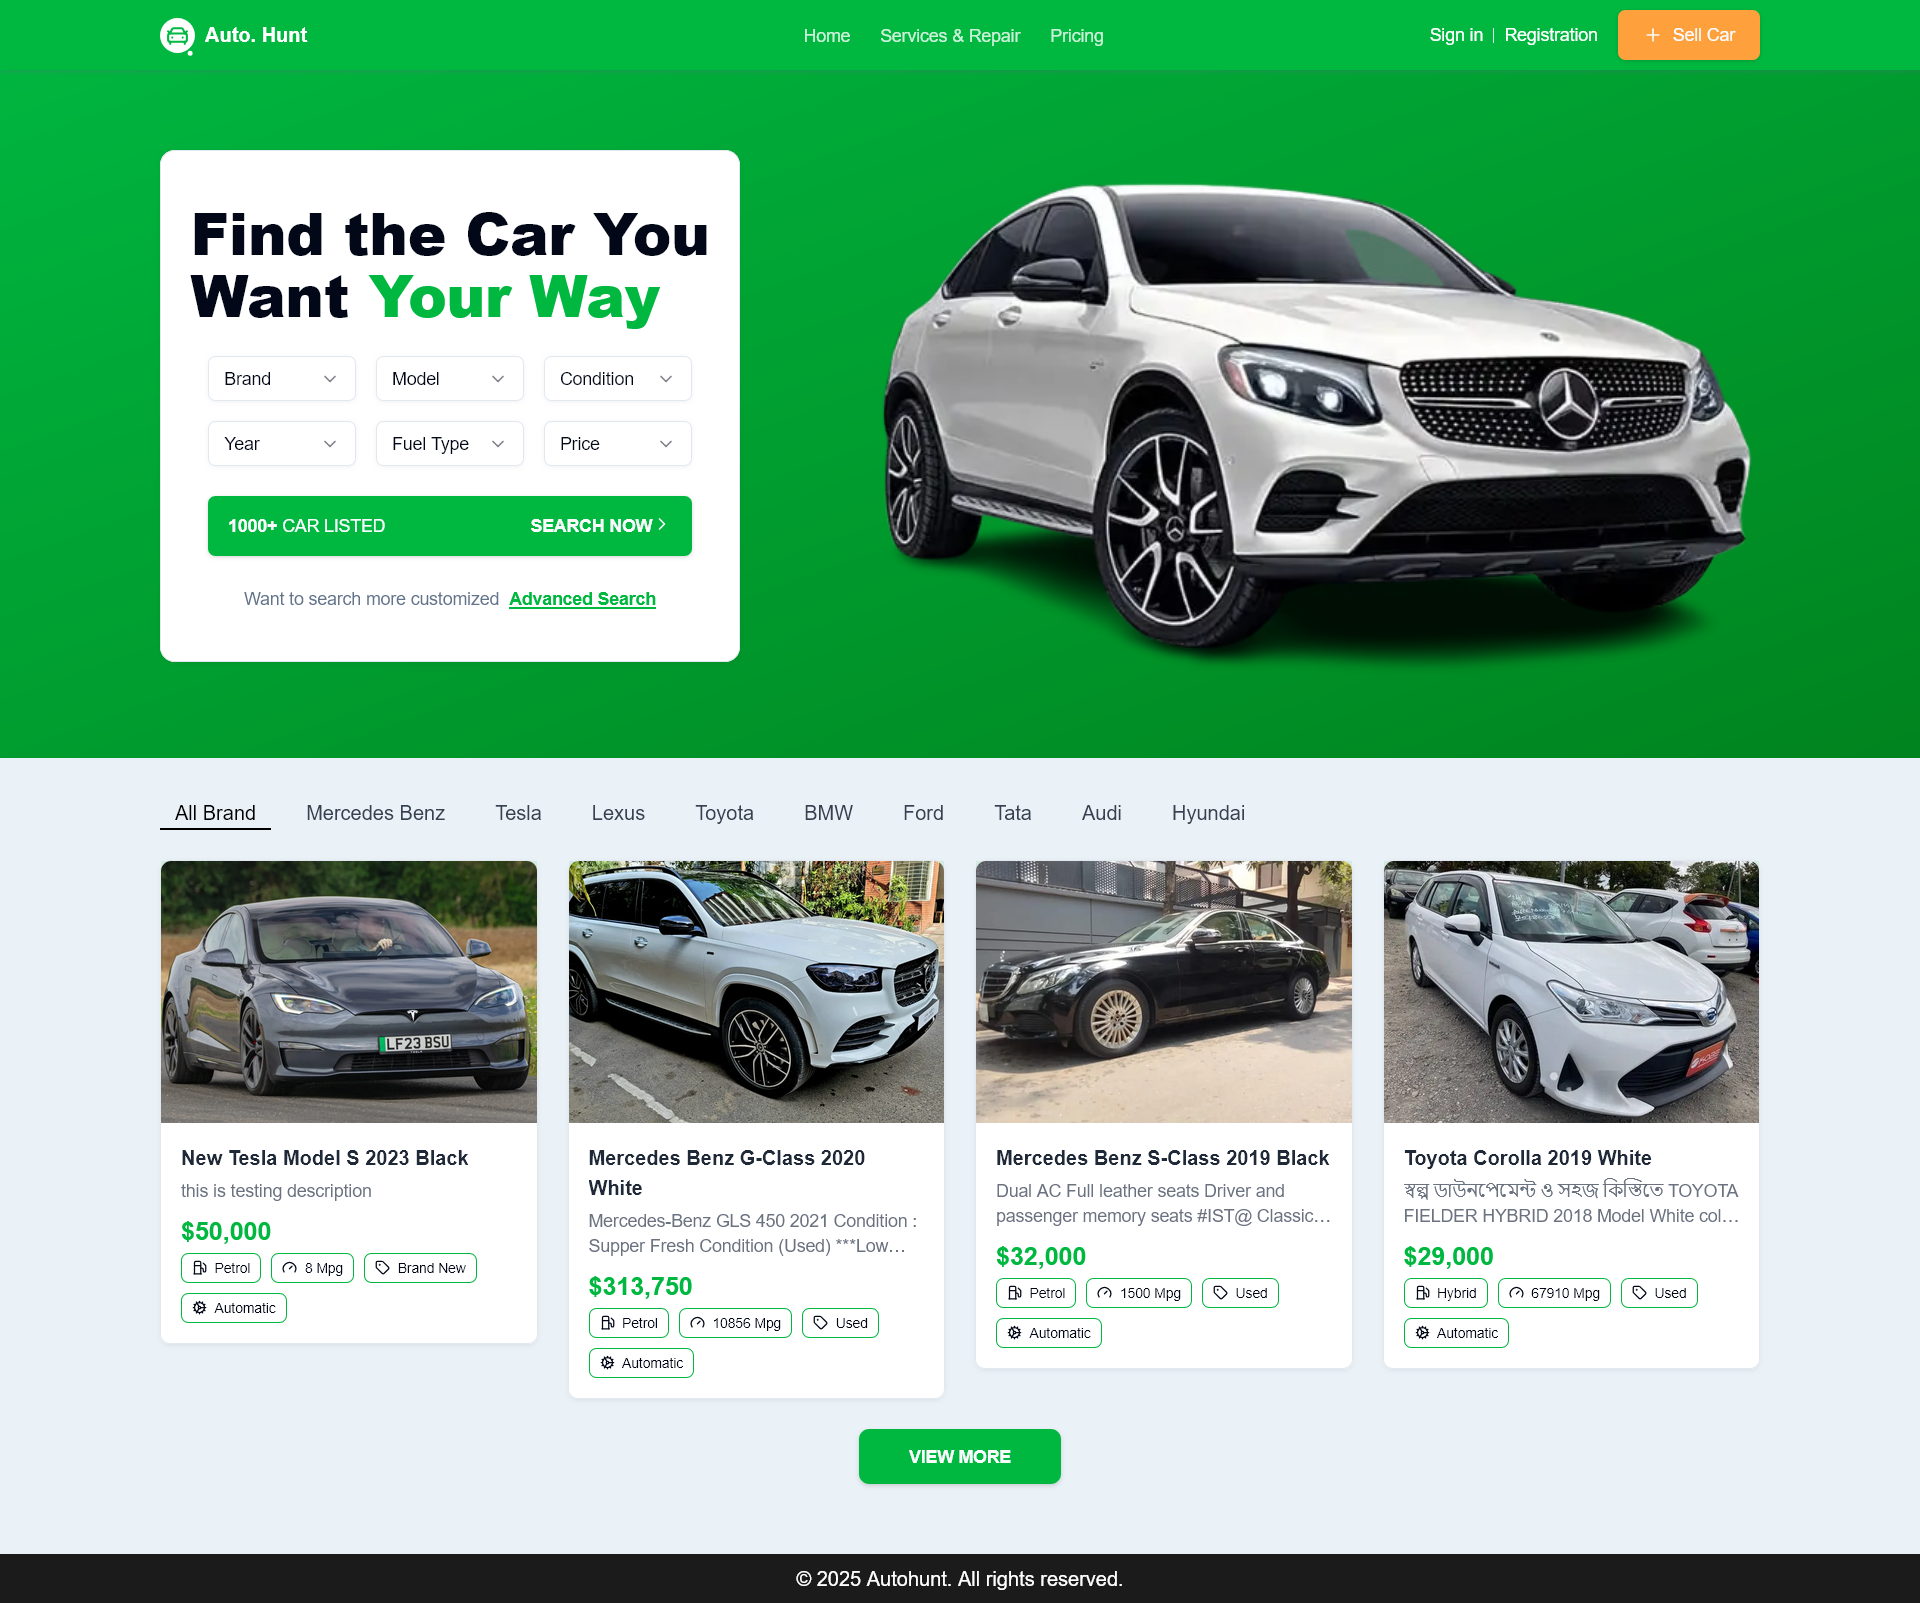 Auto. Hunt
Home
Services & Repair
Pricing
Sign in
Registration
Sell Car
Find the Car You
Want Your Way
Brand
Model
Condition
Year
Fuel Type
Price
1000+ CAR LISTED
SEARCH NOW
Want to search more customized Advanced Search
All Brand
Mercedes Benz
Tesla
Lexus
Toyota
BMW
Ford
Tata
Audi
Hyundai
LF23 BSU
New Tesla Model S 2023 Black
this is testing description
$50,000
Petrol
8 Mpg
Brand New
Automatic
Mercedes Benz G-Class 2020
White
Mercedes-Benz GLS 450 2021 Condition :
Supper Fresh Condition (Used) ***Low…
$313,750
Petrol
10856 Mpg
Used
Automatic
Mercedes Benz S-Class 2019 Black
Dual AC Full leather seats Driver and
passenger memory seats #IST@ Classic…
$32,000
Petrol
1500 Mpg
Used
Automatic
Toyota Corolla 2019 White
স্বল্প ডাউনপেমেন্ট ও সহজ কিস্তিতে TOYOTA
FIELDER HYBRID 2018 Model White col…
$29,000
Hybrid
67910 Mpg
Used
Automatic
VIEW MORE
© 2025 Autohunt. All rights reserved.